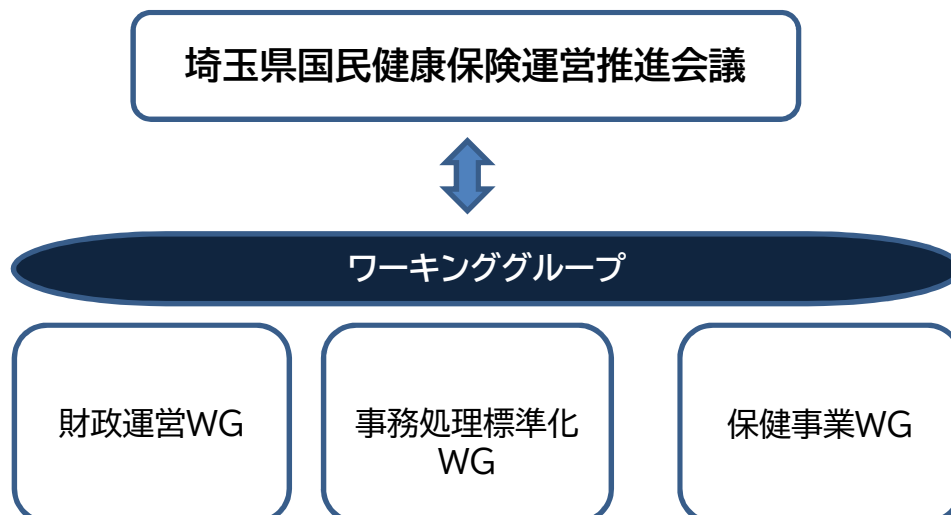 埼玉県国民健康保険運営推進会議
ワーキンググループ
財政運営WG
事務処理標準化
WG
保健事業WG